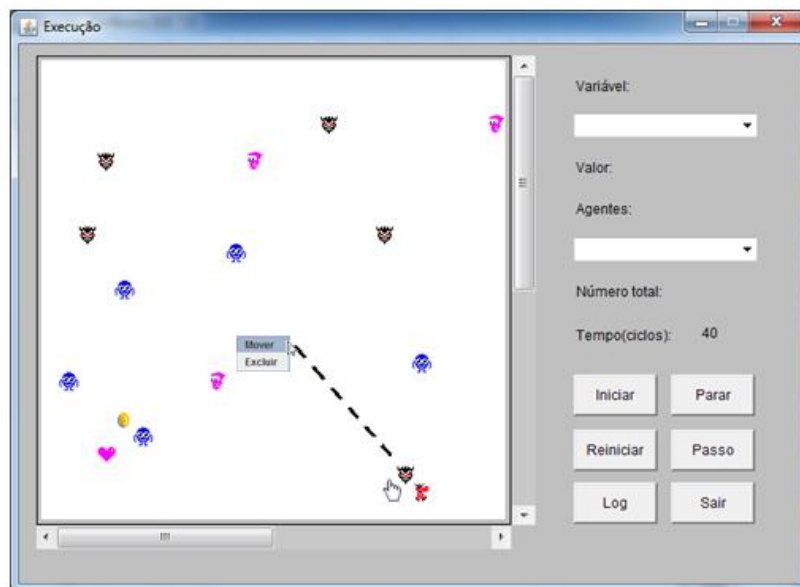 Execução
Variável:
Valor:
Agentes:
Número total:
Tempo(ciclos): 40
Mover
Excluir
Iniciar Parar
Reiniciar Passo
Log Sair